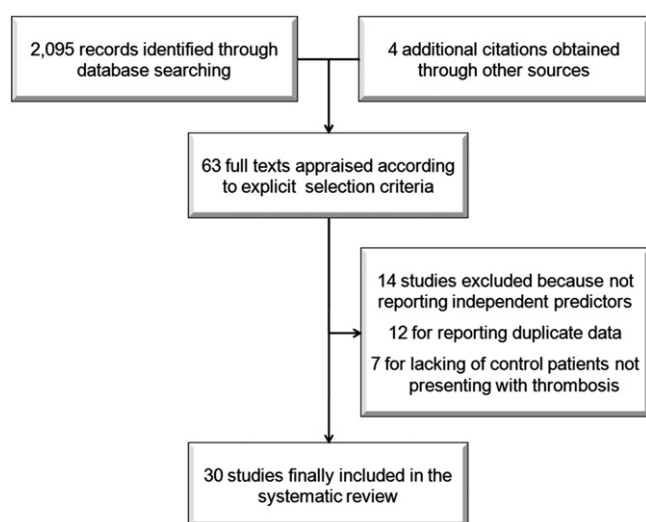 2,095 records identified through
database searching
4 additional citations obtained
through other sources
63 full texts appraised according
to explicit selection criteria
14 studies excluded because not
reporting independent predictors
12 for reporting duplicate data
7 for lacking of control patients not
presenting with thrombosis
30 studies finally included in the
systematic review